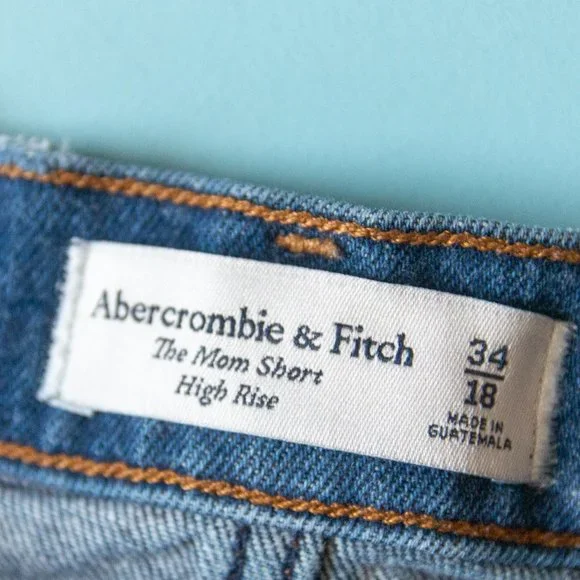 Abercrombie & Fitch
The Mom Short
High Rise
34
18
MADE IN
GUATEMALA